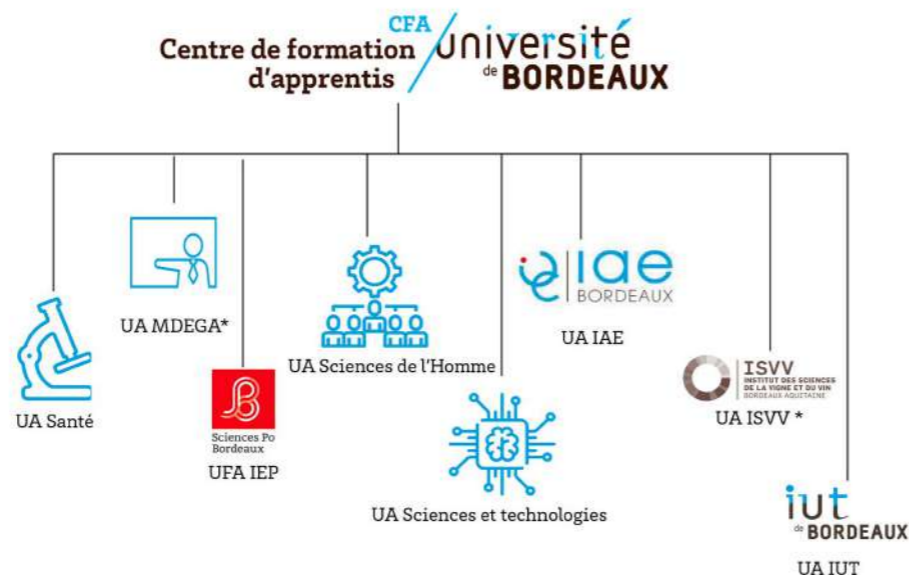 CFA
Centre de formation
d'apprentis
université
de BORDEAUX
UA Santé
UA MDEGA*
Sciences Po
Bordeaux
UFA IEP
UA Sciences de l'Homme
UA Sciences et technologies
iae
BORDEAUX
UA IAE
ISVV
INSTITUT DES SCIENCES
DE LA VIGNE ET DU VIN
BORDEAUX AQUITAINE
UA ISVV *
iut
de BORDEAUX
UA IUT